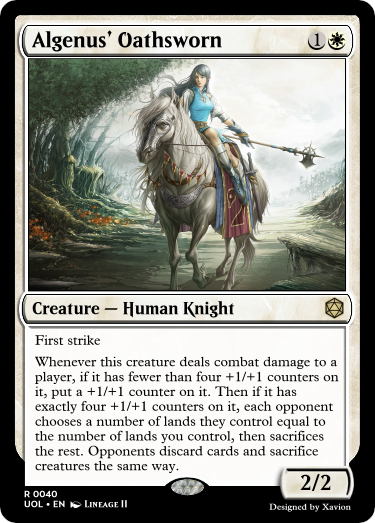 Algenus' Oathsworn 1
Creature — Human Knight
First strike
Whenever this creature deals combat damage to a
player, if it has fewer than four +1/+1 counters on
it, put a +1/+1 counter on it. Then if it has
exactly four +1/+1 counters on it, each opponent
chooses a number of lands they control equal to
the number of lands you control, then sacrifices
the rest. Opponents discard cards and sacrifice
creatures the same way.
2/2
R 0040
UOL • EN Lineage II
Designed by Xavion